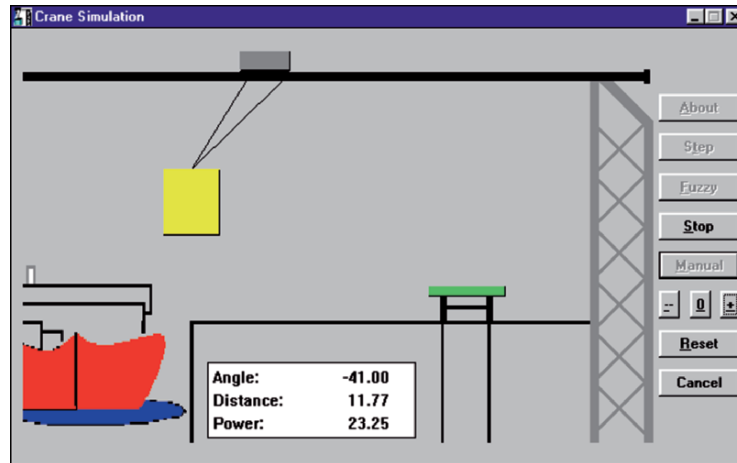 Crane Simulation
About
Step
Fuzzy
Stop
Manual
-- 0 +
Reset
Cancel
Angle: -41.00
Distance: 11.77
Power: 23.25